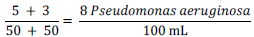 5 + 3 / 50 + 50 = 8 Pseudomonas aeruginosa / 100 mL